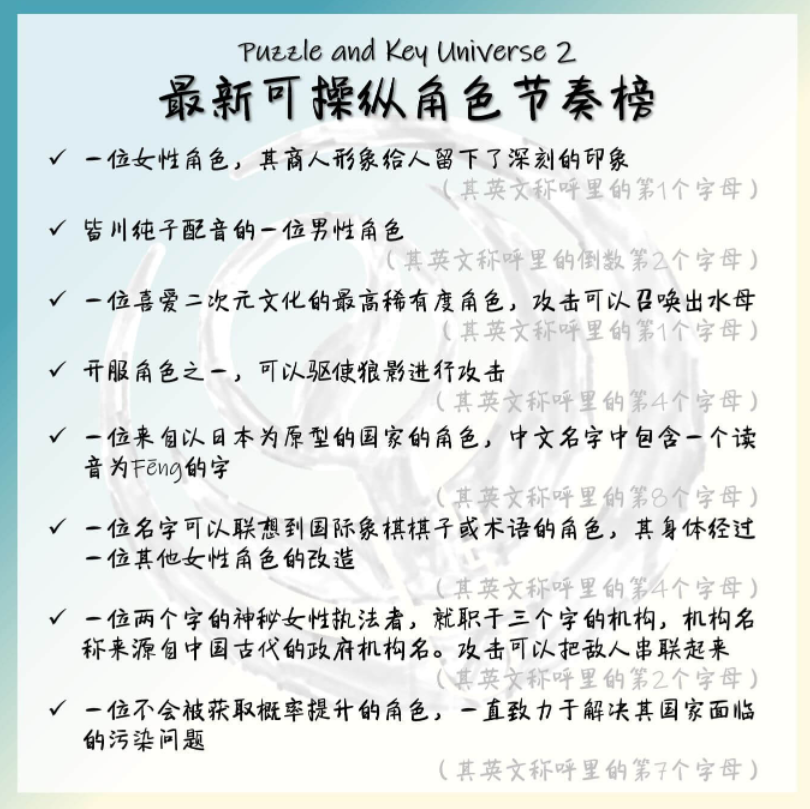 Puzzle and Key Universe 2
最新可操纵角色节奏榜
✓ 一位女性角色，其商人形象给人留下了深刻的印象
（其英文称呼里的第1个字母）
✓ 皆川纯子配音的一位男性角色
（其英文称呼里的倒数第2个字母）
✓ 一位喜爱二次元文化的最高稀有度角色，攻击可以召唤出水母
（其英文称呼里的第1个字母）
✓ 开服角色之一，可以驱使狼影进行攻击
（其英文称呼里的第4个字母）
✓ 一位来自以日本为原型的国家的角色，中文名字中包含一个读
音为Fēng的字
（其英文称呼里的第8个字母）
✓ 一位名字可以联想到国际象棋棋子或术语的角色，其身体经过
一位其他女性角色的改造
（其英文称呼里的第4个字母）
✓ 一位两个字的神秘女性执法者，就职于三个字的机构，机构名
称来源自中国古代的政府机构名。攻击可以把敌人串联起来
（其英文称呼里的第2个字母）
✓ 一位不会被获取概率提升的角色，一直致力于解决其国家面临
的污染问题
（其英文称呼里的第7个字母）